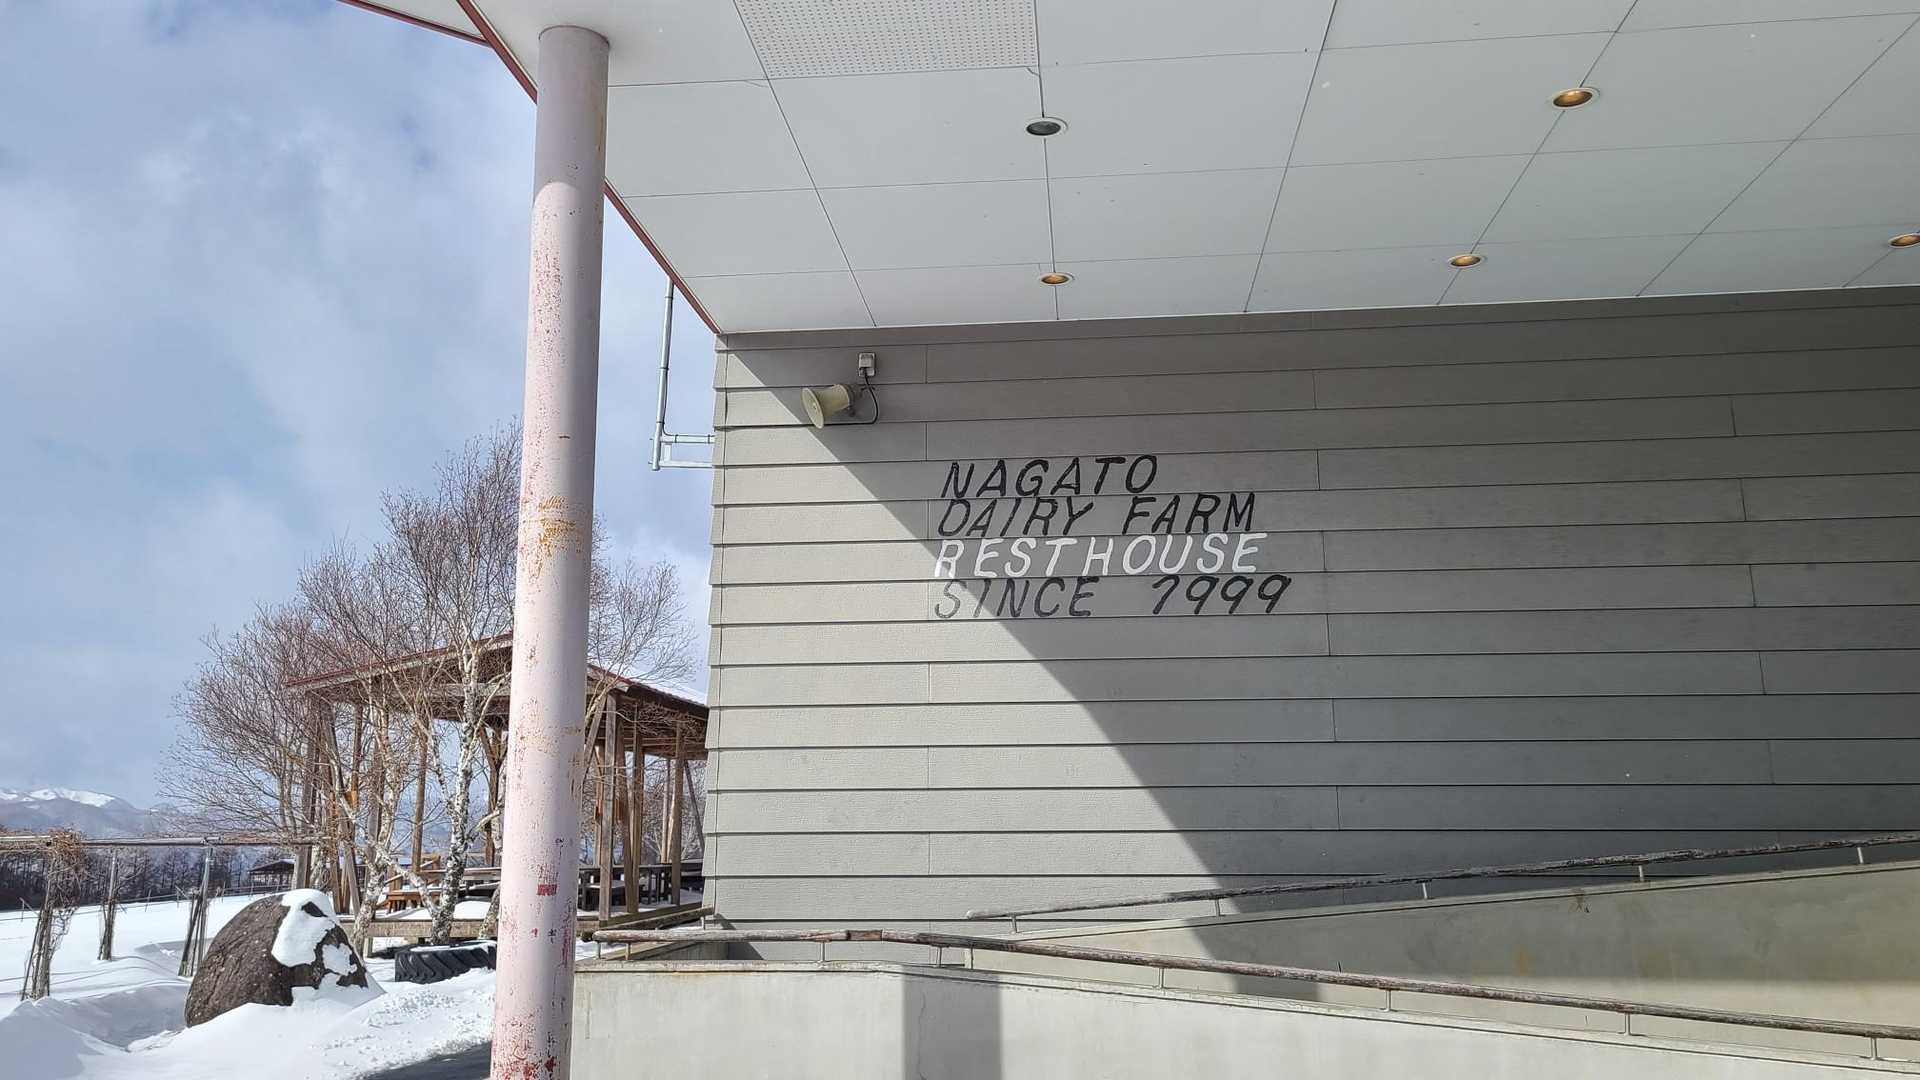 NAGATO
DAIRY FARM
RESTHOUSE
SINCE 1999